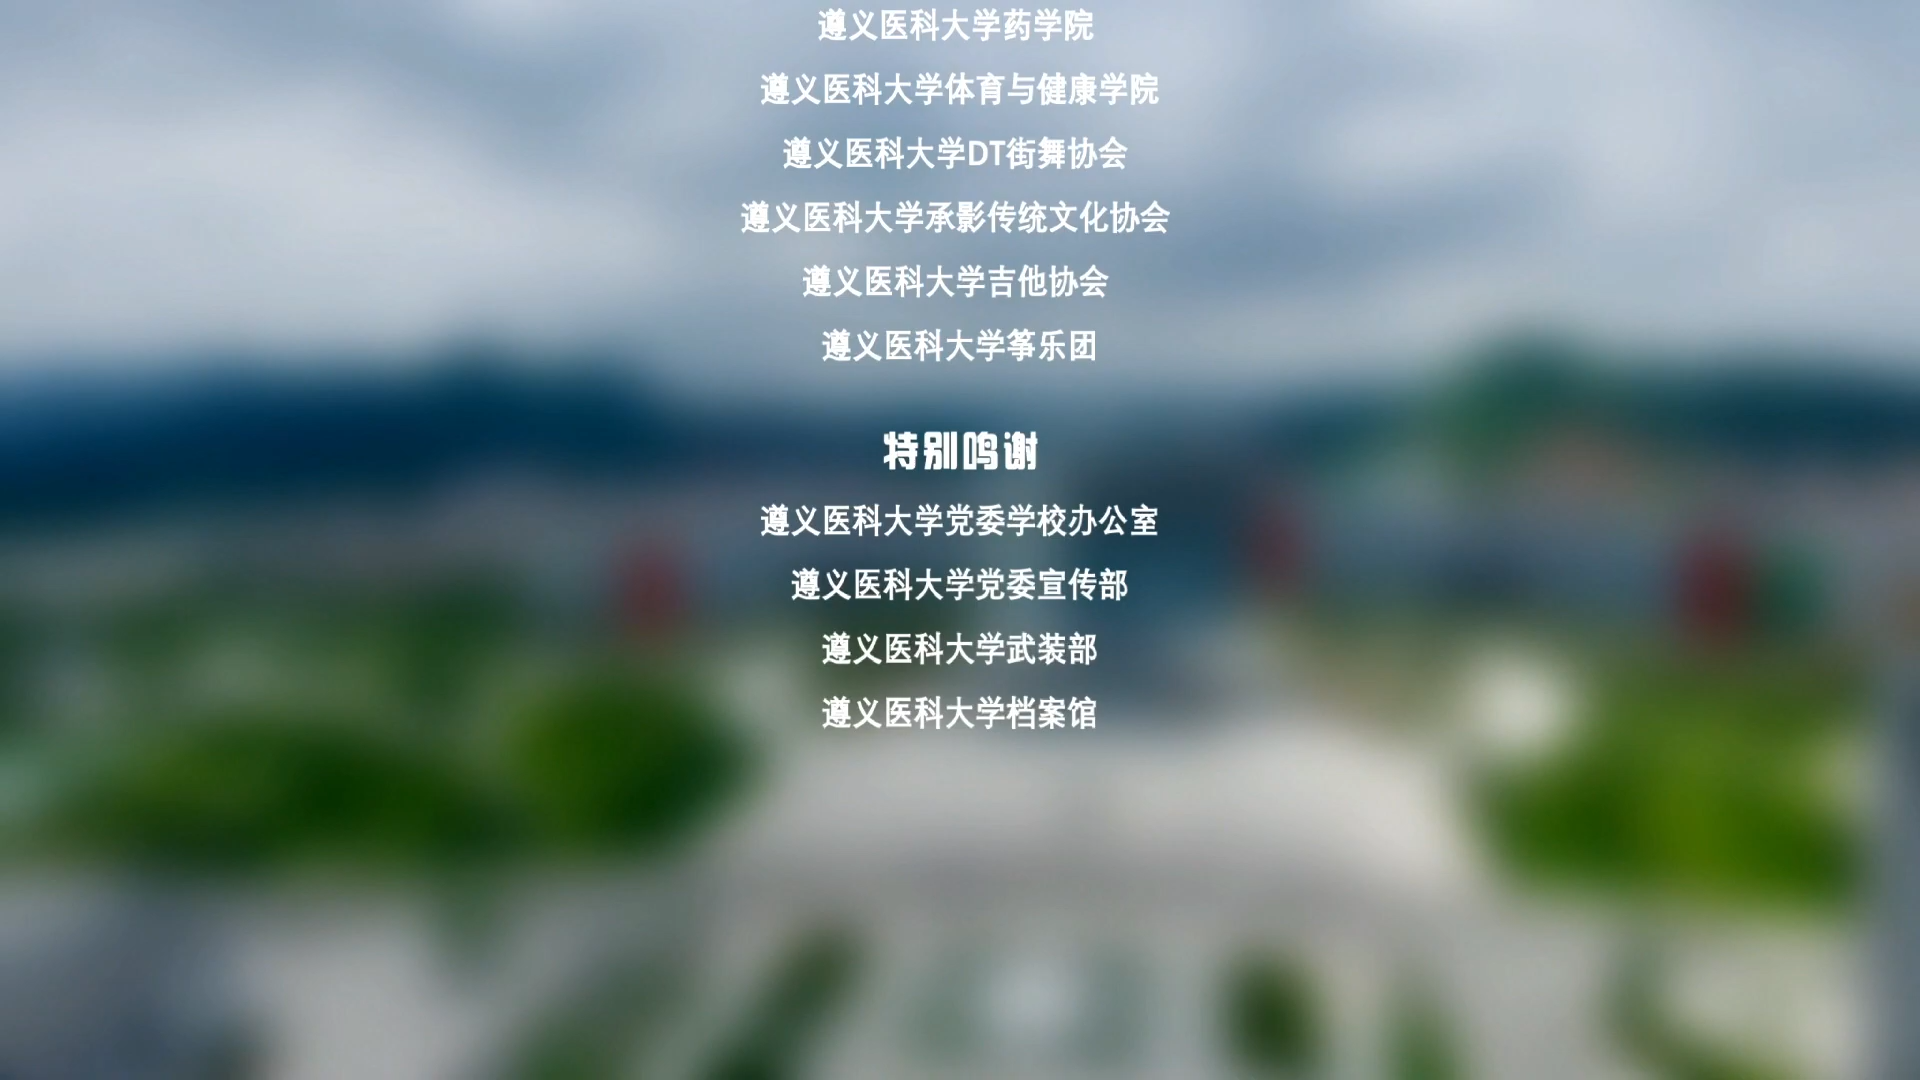 遵义医科大学药学院
遵义医科大学体育与健康学院
遵义医科大学DT街舞协会
遵义医科大学承影传统文化协会
遵义医科大学吉他协会
遵义医科大学筝乐团
特别鸣谢
遵义医科大学党委学校办公室
遵义医科大学党委宣传部
遵义医科大学武装部
遵义医科大学档案馆